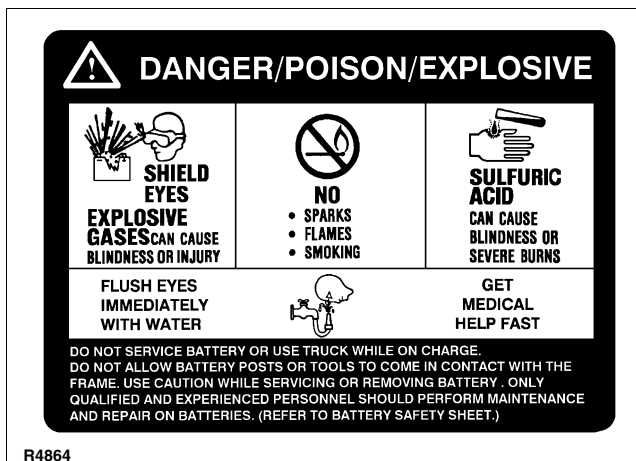 DANGER/POISON/EXPLOSIVE
SHIELD
EYES
EXPLOSIVE
GASES CAN CAUSE
BLINDNESS OR INJURY
NO
• SPARKS
• FLAMES
• SMOKING
SULFURIC
ACID
CAN CAUSE
BLINDNESS OR
SEVERE BURNS
FLUSH EYES
IMMEDIATELY
WITH WATER
GET
MEDICAL
HELP FAST
DO NOT SERVICE BATTERY OR USE TRUCK WHILE ON CHARGE.
DO NOT ALLOW BATTERY POSTS OR TOOLS TO COME IN CONTACT WITH THE
FRAME. USE CAUTION WHILE SERVICING OR REMOVING BATTERY . ONLY
QUALIFIED AND EXPERIENCED PERSONNEL SHOULD PERFORM MAINTENANCE
AND REPAIR ON BATTERIES. (REFER TO BATTERY SAFETY SHEET.)
R4864